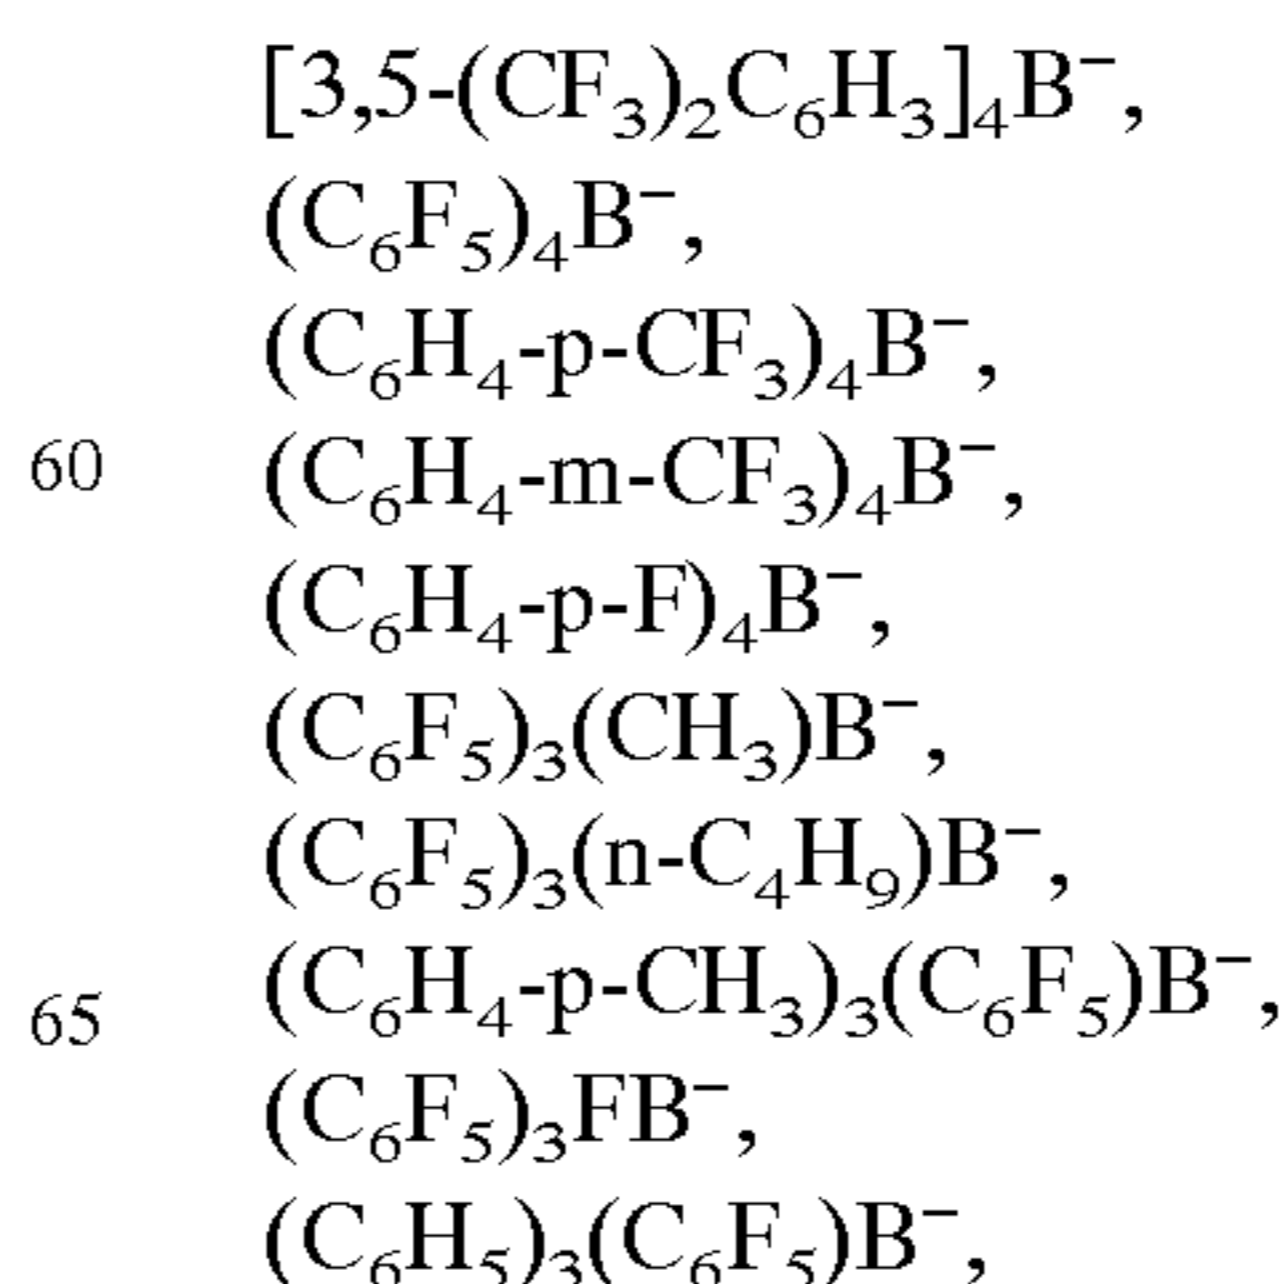 [3,5-(CF₃)₂C₆H₃]₄B⁻,
(C₆F₅)₄B⁻,
(C₆H₄-p-CF₃)₄B⁻,
60 (C₆H₄-m-CF₃)₄B⁻,
(C₆H₄-p-F)₄B⁻,
(C₆F₅)₃(CH₃)B⁻,
(C₆F₅)₃(n-C₄H₉)B⁻,
65 (C₆H₄-p-CH₃)₃(C₆F₅)B⁻,
(C₆F₅)₃FB⁻,
(C₆H₅)₃(C₆F₅)B⁻,